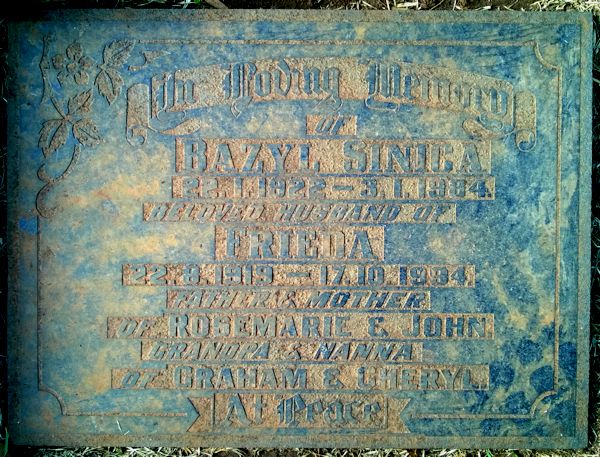 In Loving Memory
OF
BAZYL SINICA
22.1.1922 — 3.1.1984.
BELOVED HUSBAND OF
FRIEDA
22.8.1919 — 17.10.1994
FATHER & MOTHER
OF ROSEMARIE & JOHN
GRANDPA & NANNA
OF GRAHAM & CHERYL.
At Peace